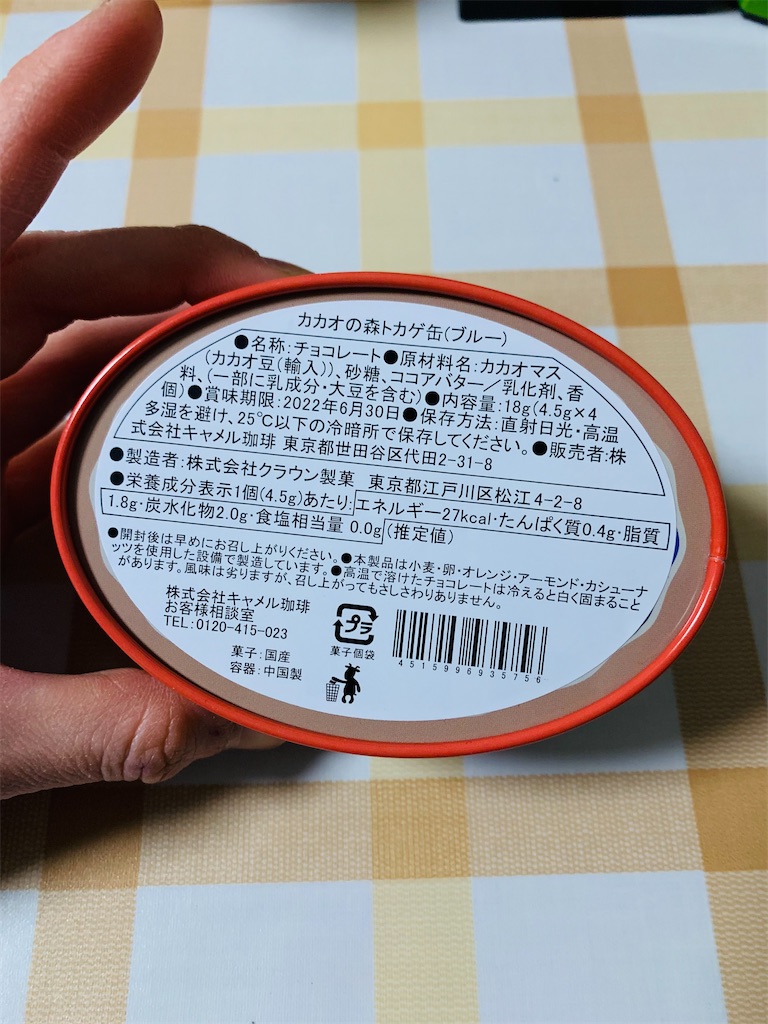 カカオの森トカゲ缶(ブルー)
●名称:チョコレート●原材料名:カカオマス
(カカオ豆(輸入))、砂糖、ココアバター/乳化剤、香
料、(一部に乳成分・大豆を含む)●内容量:18g(4.5g×4
個)●賞味期限:2022年6月30日●保存方法:直射日光・高温
多湿を避け、25℃以下の冷暗所で保存してください。●販売者:株
式会社キャメル珈琲 東京都世田谷区代田2-31-8
●製造者:株式会社クラウン製菓 東京都江戸川区松江4-2-8
●栄養成分表示1個(4.5g)あたり:エネルギー27kcal・たんぱく質0.4g・脂質
1.8g・炭水化物2.0g・食塩相当量 0.0g(推定値)
●開封後は早めにお召し上がりください。●本製品は小麦・卵・オレンジ・アーモンド・カシューナ
ッツを使用した設備で製造しています。●高温で溶けたチョコレートは冷えると白く固まること
があります。風味は劣りますが、召し上がってもさしさわりありません。
株式会社キャメル珈琲
お客様相談室
TEL:0120-415-023
菓子:国産
容器:中国製
プラ
菓子個袋
4515996935756